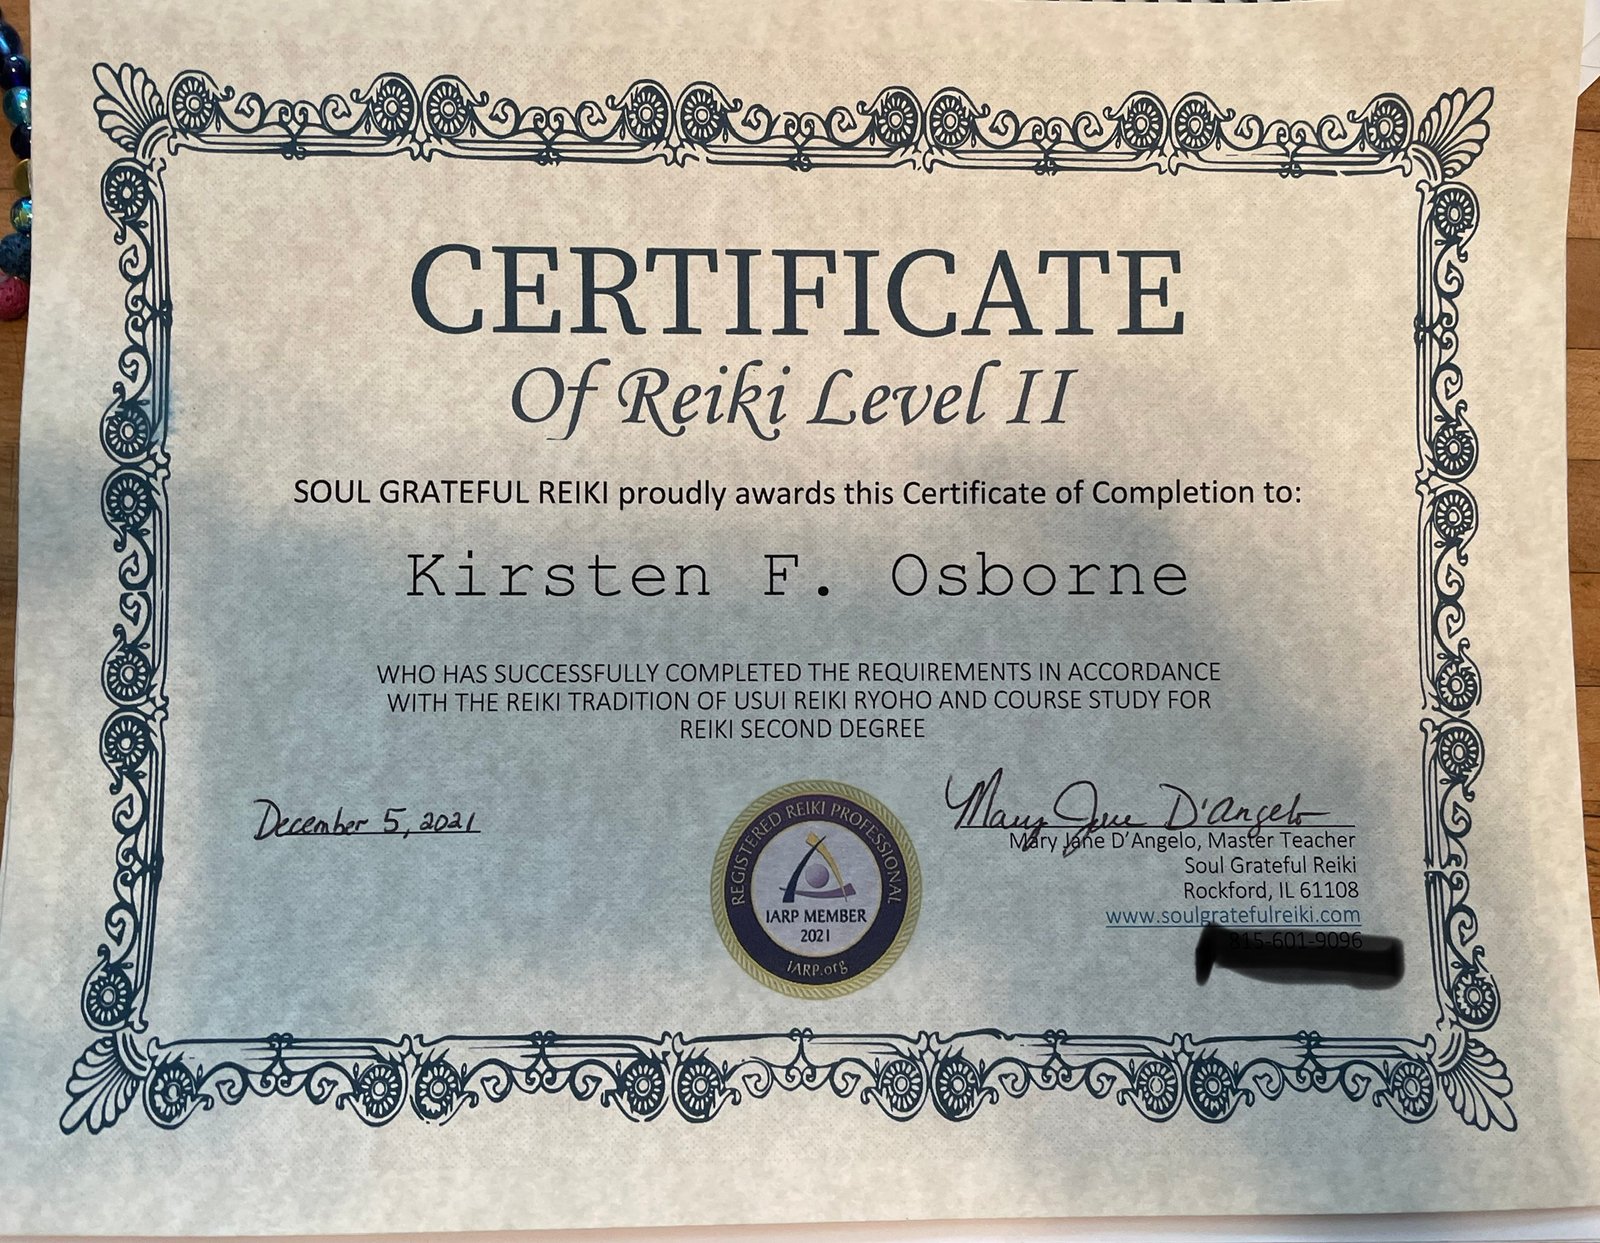 CERTIFICATE
Of Reiki Level II
SOUL GRATEFUL REIKI proudly awards this Certificate of Completion to:
Kirsten F. Osborne
WHO HAS SUCCESSFULLY COMPLETED THE REQUIREMENTS IN ACCORDANCE
WITH THE REIKI TRADITION OF USUI REIKI RYOHO AND COURSE STUDY FOR
REIKI SECOND DEGREE
December 5, 2021
REGISTERED REIKI PROFESSIONAL
IARP MEMBER
2021
IARP.org
Mary Jane D'Angelo
Mary Jane D'Angelo, Master Teacher
Soul Grateful Reiki
Rockford, IL 61108
www.soulgratefulreiki.com